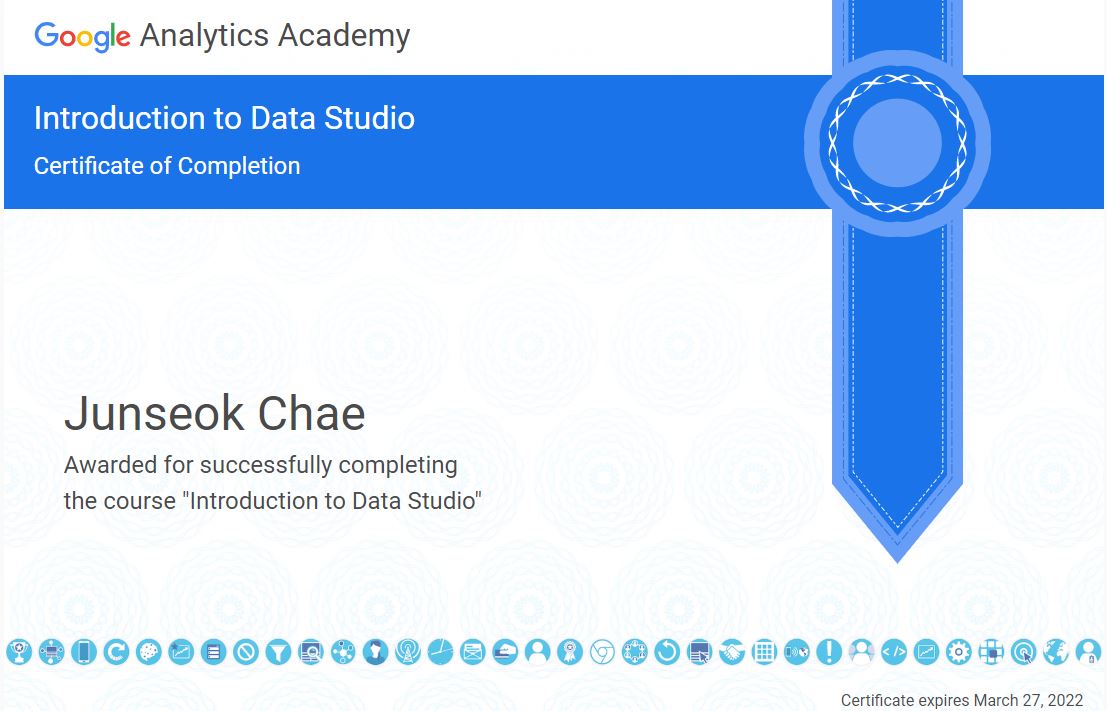 Google Analytics Academy
Introduction to Data Studio
Certificate of Completion
Junseok Chae
Awarded for successfully completing
the course "Introduction to Data Studio"
Certificate expires March 27, 2022